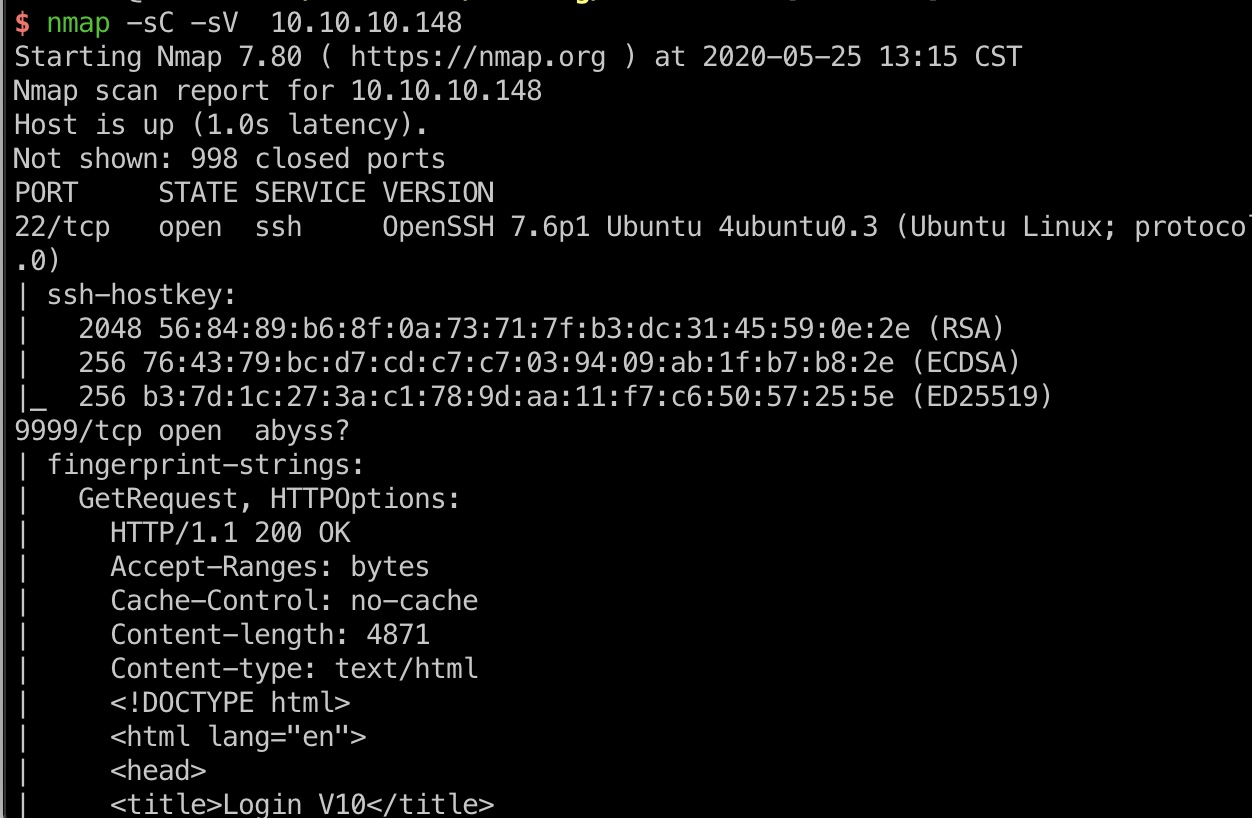 $ nmap -sC -sV  10.10.10.148
Starting Nmap 7.80 ( https://nmap.org ) at 2020-05-25 13:15 CST
Nmap scan report for 10.10.10.148
Host is up (1.0s latency).
Not shown: 998 closed ports
PORT     STATE SERVICE VERSION
22/tcp   open  ssh     OpenSSH 7.6p1 Ubuntu 4ubuntu0.3 (Ubuntu Linux; protoco
.0)
| ssh-hostkey:
|   2048 56:84:89:b6:8f:0a:73:71:7f:b3:dc:31:45:59:0e:2e (RSA)
|   256 76:43:79:bc:d7:cd:c7:c7:03:94:09:ab:1f:b7:b8:2e (ECDSA)
|_  256 b3:7d:1c:27:3a:c1:78:9d:aa:11:f7:c6:50:57:25:5e (ED25519)
9999/tcp open  abyss?
| fingerprint-strings:
|   GetRequest, HTTPOptions:
|     HTTP/1.1 200 OK
|     Accept-Ranges: bytes
|     Cache-Control: no-cache
|     Content-length: 4871
|     Content-type: text/html
|     <!DOCTYPE html>
|     <html lang="en">
|     <head>
|     <title>Login V10</title>